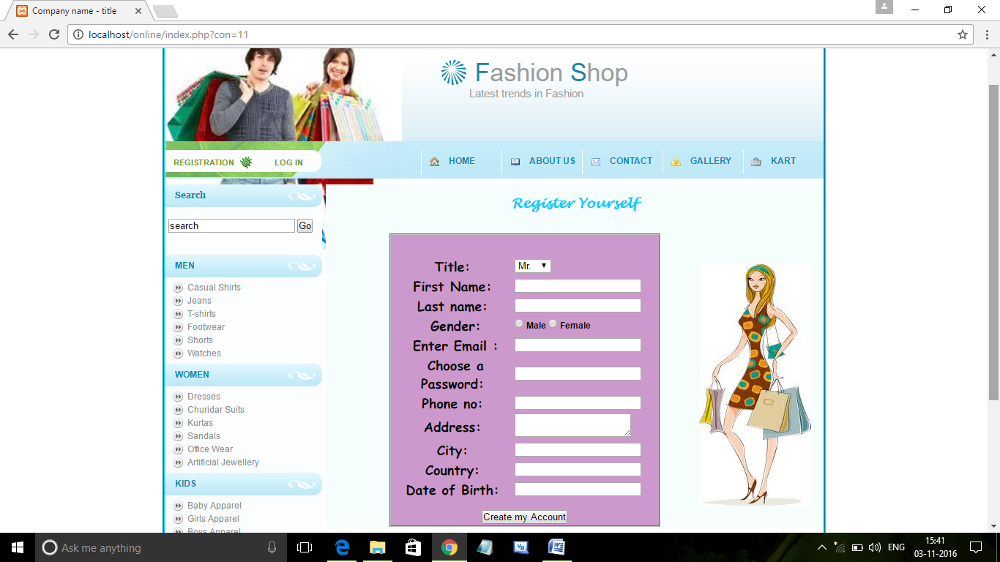 Company name - title
localhost/online/index.php?con=11
Fashion Shop
Latest trends in Fashion
REGISTRATION LOG IN
HOME ABOUT US CONTACT GALLERY KART
Search
search Go
MEN
Casual Shirts
Jeans
T-shirts
Footwear
Shorts
Watches
WOMEN
Dresses
Churidar Suits
Kurtas
Sandals
Office Wear
Artificial Jewellery
KIDS
Baby Apparel
Girls Apparel
Boys Apparel
Register Yourself
Title: Mr.
First Name:
Last name:
Gender: Male Female
Enter Email :
Choose a
Password:
Phone no:
Address:
City:
Country:
Date of Birth:
Create my Account
Ask me anything
ENG
15:41
03-11-2016